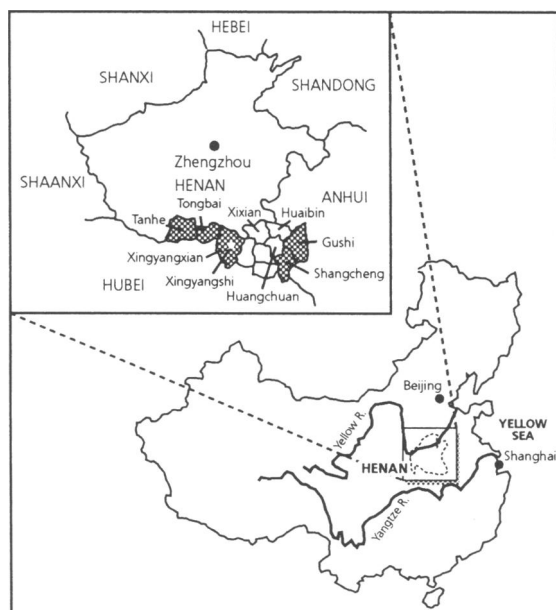 HEBEI
SHANXI
SHANDONG
Zhengzhou
SHAANXI
HENAN
ANHUI
Tongbai
Tanhe
Xixian
Huaibin
Gushi
Xingyangxian
Shangcheng
HUBEI
Xingyangshi
Huangchuan
Beijing
Yellow R.
YELLOW
SEA
Shanghai
HENAN
Yangtze R.